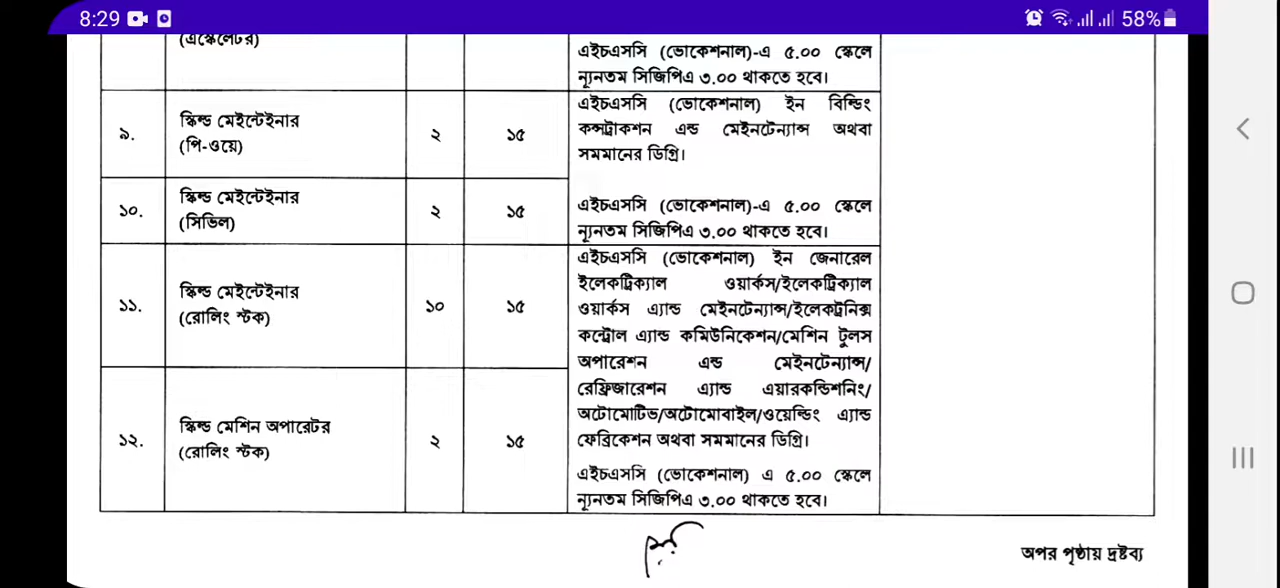 8:29
58%
(এস্কেলেটর)
এইচএসসি (ভোকেশনাল)-এ ৫.০০ স্কেলে
ন্যূনতম সিজিপিএ ৩.০০ থাকতে হবে।
৯.
স্কিল্ড মেইন্টেইনার
(পি-ওয়ে)
২
১৫
এইচএসসি (ভোকেশনাল) ইন বিল্ডিং
কন্সট্রাকশন এন্ড মেইনটেন্যান্স অথবা
সমমানের ডিগ্রি।
১০.
স্কিল্ড মেইন্টেইনার
(সিভিল)
২
১৫
এইচএসসি (ভোকেশনাল)-এ ৫.০০ স্কেলে
ন্যূনতম সিজিপিএ ৩.০০ থাকতে হবে।
১১.
স্কিল্ড মেইন্টেইনার
(রোলিং স্টক)
১০
১৫
এইচএসসি (ভোকেশনাল) ইন জেনারেল
ইলেকট্রিক্যাল ওয়ার্কস/ইলেকট্রিক্যাল
ওয়ার্কস এ্যান্ড মেইনটেন্যান্স/ইলেকট্রনিক্স
কন্ট্রোল এ্যান্ড কমিউনিকেশন/মেশিন টুলস
অপারেশন এন্ড মেইনটেন্যান্স/
রেফ্রিজারেশন এ্যান্ড এয়ারকন্ডিশনিং/
অটোমোটিভ/অটোমোবাইল/ওয়েল্ডিং এ্যান্ড
ফেব্রিকেশন অথবা সমমানের ডিগ্রি।
১২.
স্কিল্ড মেশিন অপারেটর
(রোলিং স্টক)
২
১৫
এইচএসসি (ভোকেশনাল) এ ৫.০০ স্কেলে
ন্যূনতম সিজিপিএ ৩.০০ থাকতে হবে।
অপর পৃষ্ঠায় দ্রষ্টব্য